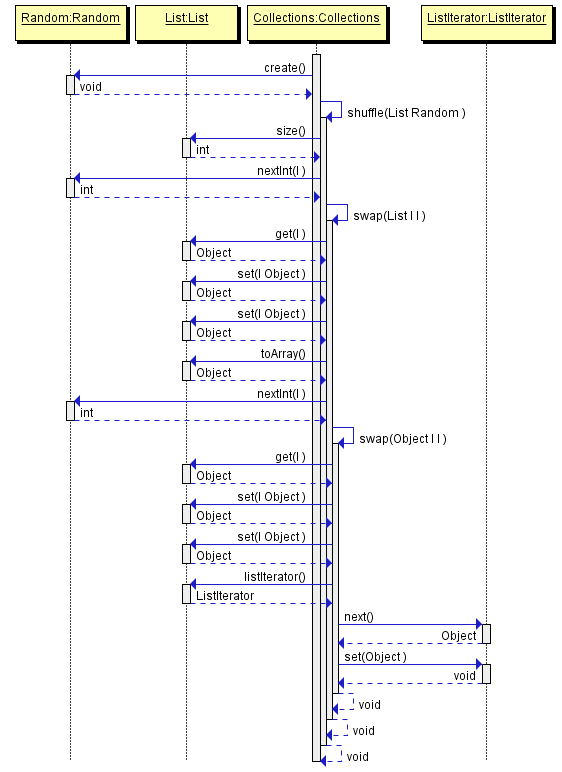 Random:Random
List:List
Collections:Collections
ListIterator:ListIterator
create()
void
shuffle(List Random )
size()
int
nextInt(I )
int
swap(List I I )
get(I )
Object
set(I Object )
Object
set(I Object )
Object
toArray()
Object
nextInt(I )
int
swap(Object I I )
get(I )
Object
set(I Object )
Object
set(I Object )
Object
listIterator()
ListIterator
next()
Object
set(Object )
void
void
void
void